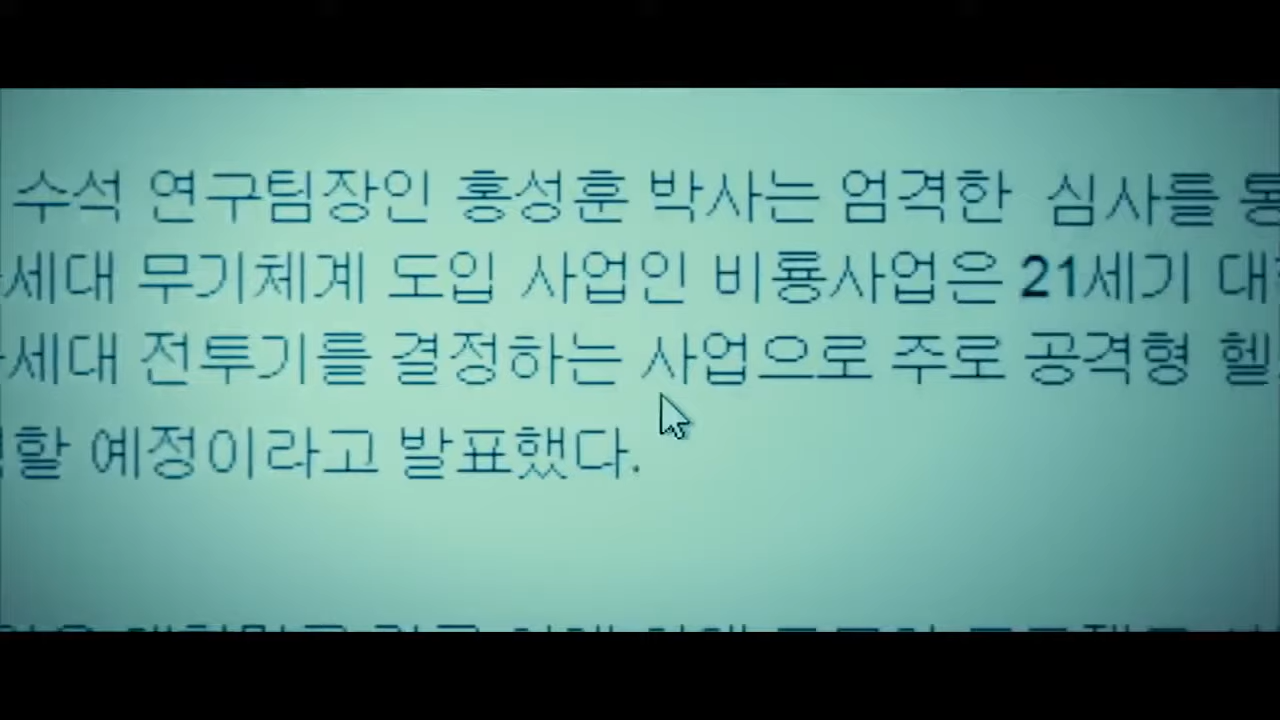 수석 연구팀장인 홍성훈 박사는 엄격한 심사를
세대 무기체계 도입 사업인 비룡사업은 21세기
세대 전투기를 결정하는 사업으로 주로 공격형
할 예정이라고 발표했다.